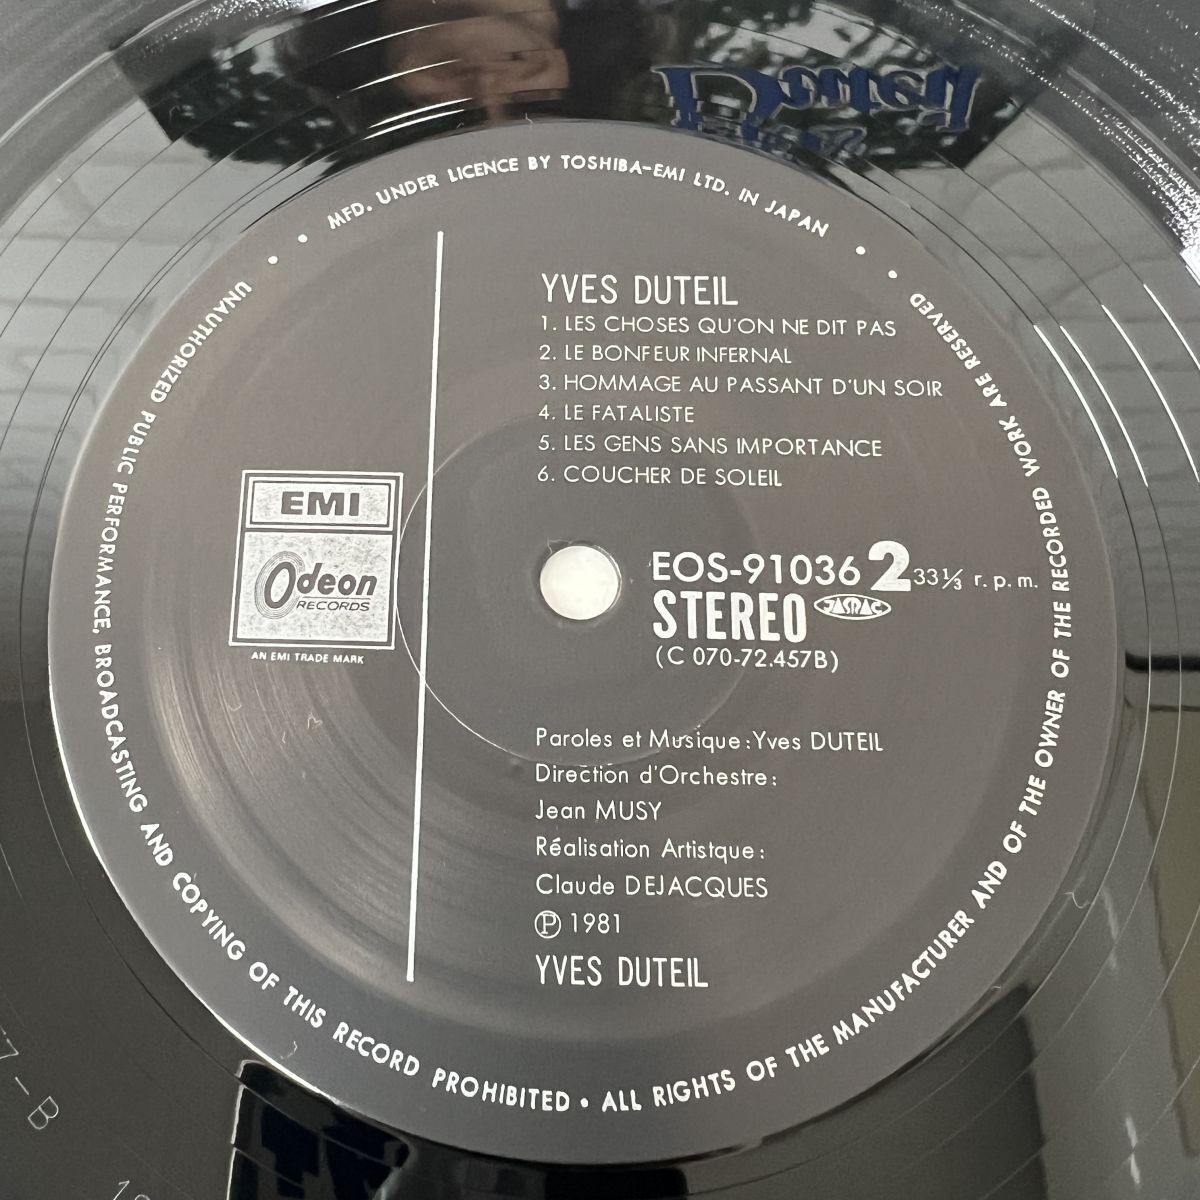 MFD. UNDER LICENCE BY TOSHIBA-EMI LTD. IN JAPAN
YVES DUTEIL
1. LES CHOSES QU'ON NE DIT PAS
2. LE BONFEUR INFERNAL
3. HOMMAGE AU PASSANT D'UN SOIR
4. LE FATALISTE
5. LES GENS SANS IMPORTANCE
6. COUCHER DE SOLEIL
EMI
Odeon
RECORDS
AN EMI TRADE MARK
EOS-91036 2 33⅓ r.p.m.
STEREO JASRAC
(C 070-72.457B)
Paroles et Musique:Yves DUTEIL
Direction d'Orchestre:
Jean MUSY
Réalisation Artistque:
Claude DEJACQUES
Ⓟ 1981
YVES DUTEIL
UNAUTHORIZED PUBLIC PERFORMANCE, BROADCASTING AND COPYING OF THIS RECORD PROHIBITED • ALL RIGHTS OF THE MANUFACTURER AND OF THE OWNER OF THE RECORDED WORK ARE RESERVED
7-B